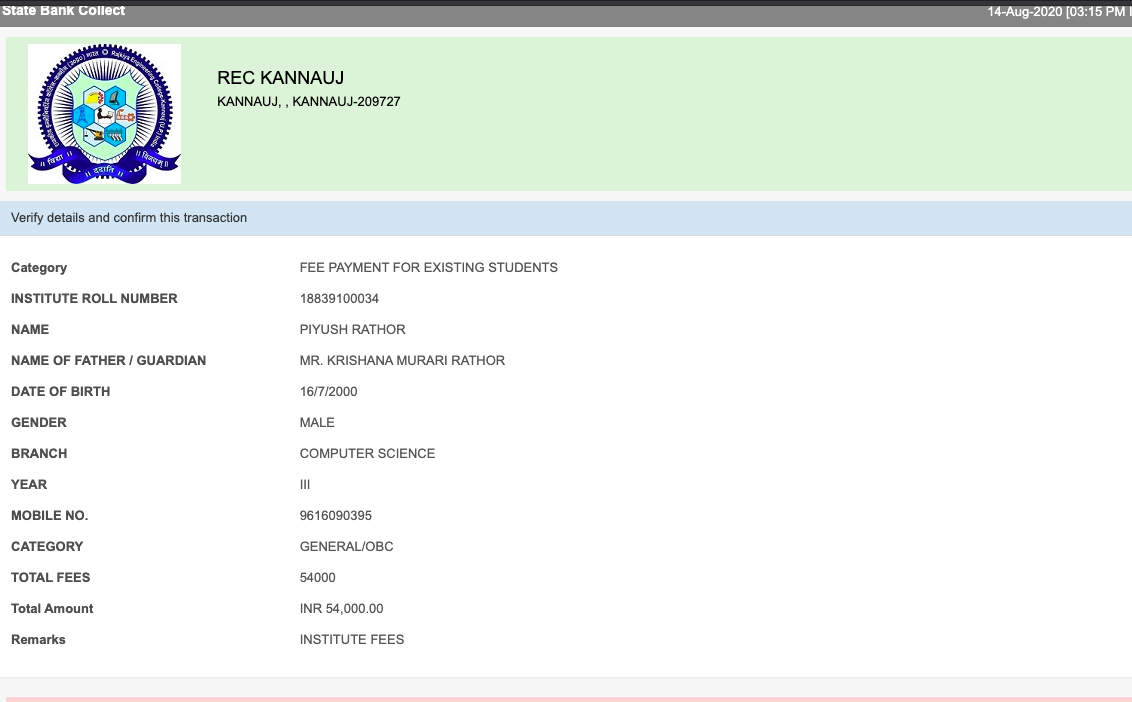 State Bank Collect 14-Aug-2020 [03:15 PM
REC KANNAUJ
KANNAUJ, , KANNAUJ-209727
॥ विद्या ॥ ददाति ॥ विजयम् ॥
Verify details and confirm this transaction
Category FEE PAYMENT FOR EXISTING STUDENTS
INSTITUTE ROLL NUMBER 18839100034
NAME PIYUSH RATHOR
NAME OF FATHER / GUARDIAN MR. KRISHANA MURARI RATHOR
DATE OF BIRTH 16/7/2000
GENDER MALE
BRANCH COMPUTER SCIENCE
YEAR III
MOBILE NO. 9616090395
CATEGORY GENERAL/OBC
TOTAL FEES 54000
Total Amount INR 54,000.00
Remarks INSTITUTE FEES